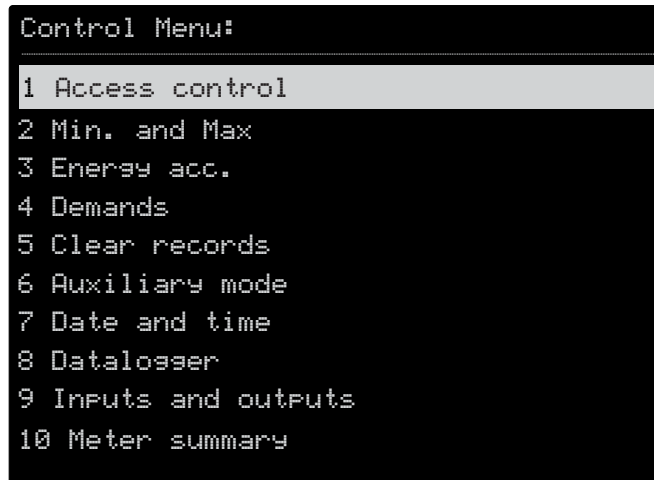 Control Menu:
1 Access control
2 Min. and Max
3 Energy acc.
4 Demands
5 Clear records
6 Auxiliary mode
7 Date and time
8 Datalogger
9 Inputs and outputs
10 Meter summary